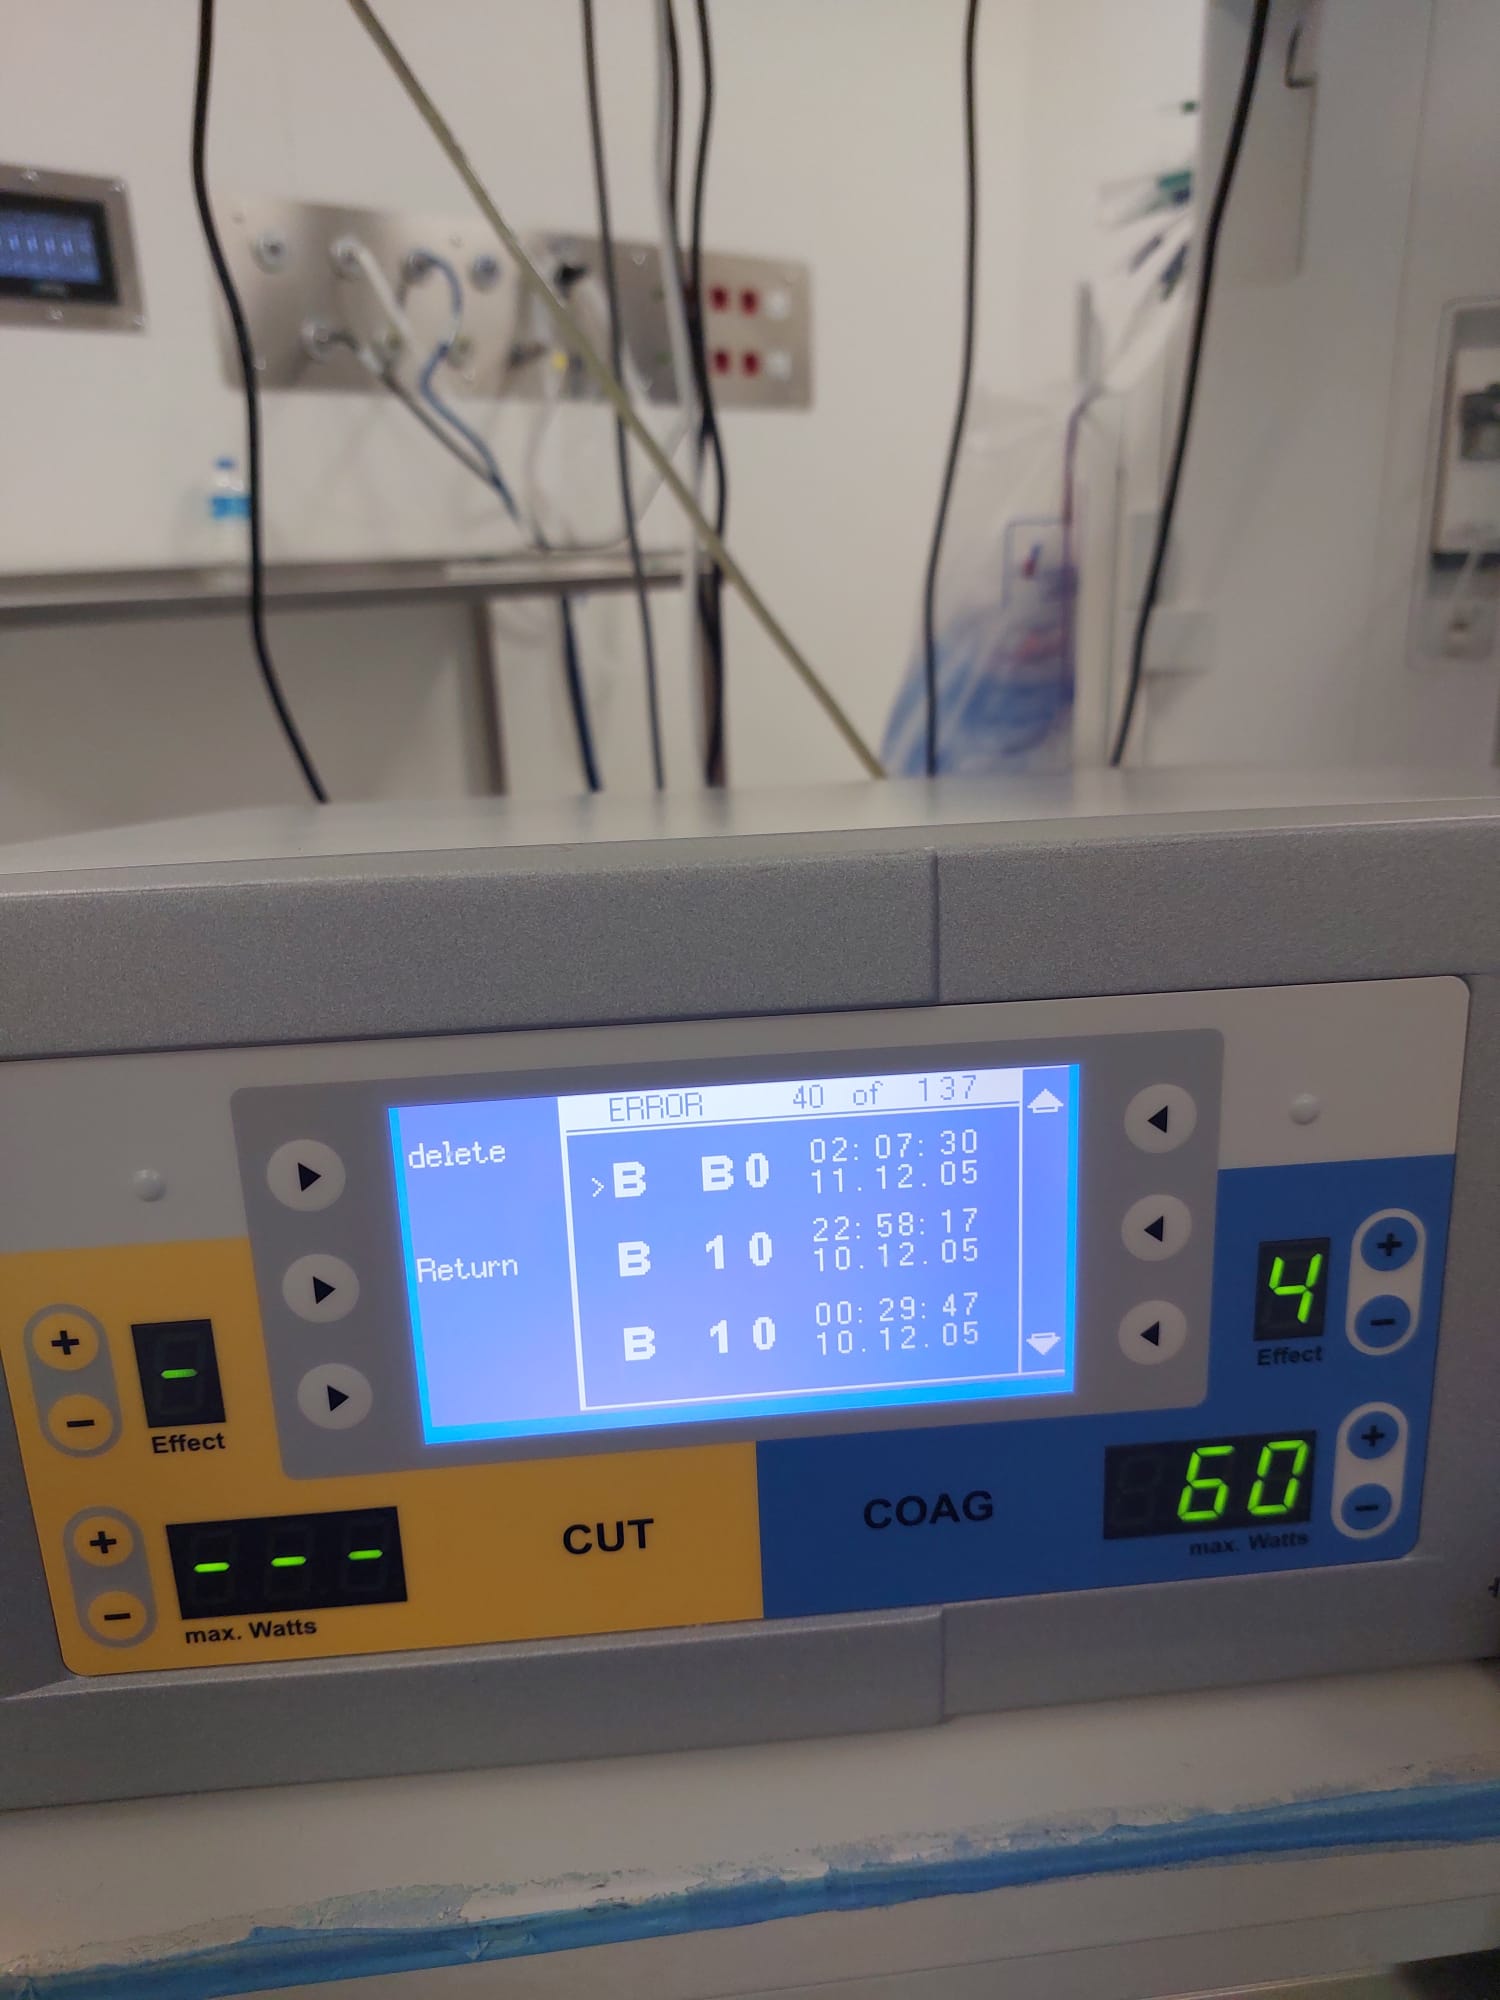 delete
Return
ERROR 40 of 137
>B B0 02:07:30
11.12.05
B 10 22:58:17
10.12.05
B 10 00:29:47
10.12.05
+
-
-
Effect
+
-
---
max. Watts
CUT
COAG
4
Effect
+
-
60
max. Watts
+
-